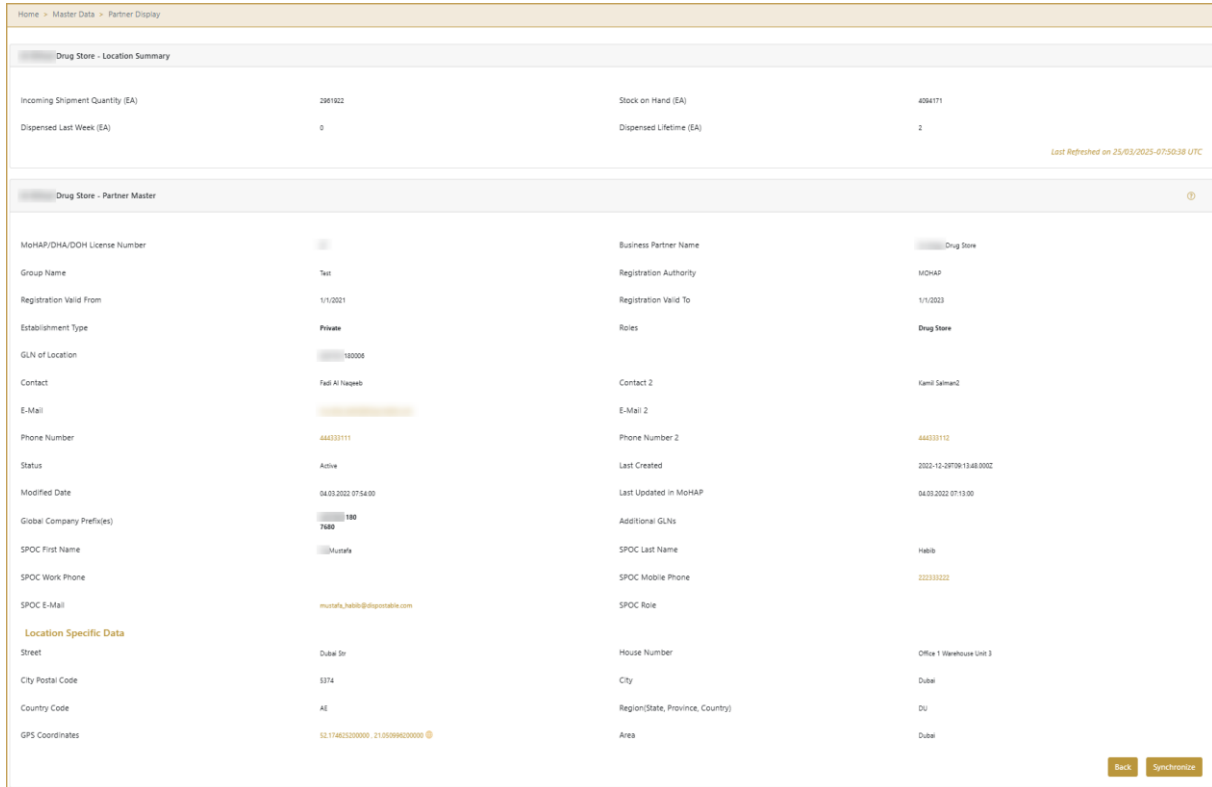 Home > Master Data > Partner Display
Drug Store - Location Summary
Incoming Shipment Quantity (EA) 2961922 Stock on Hand (EA) 4094171
Dispensed Last Week (EA) 0 Dispensed Lifetime (EA) 2
Last Refreshed on 25/03/2025-07:50:38 UTC
Drug Store - Partner Master
MoHAP/DHA/DOH License Number Business Partner Name Drug Store
Group Name Test Registration Authority MOHAP
Registration Valid From 1/1/2021 Registration Valid To 1/1/2023
Establishment Type Private Roles Drug Store
GLN of Location 180006
Contact Fadi Al Naqeeb Contact 2 Kamil Salman2
E-Mail E-Mail 2
Phone Number 444333111 Phone Number 2 444333112
Status Active Last Created 2022-12-29T09:13:48.000Z
Modified Date 04.03.2022 07:54:00 Last Updated in MoHAP 04.03.2022 07:13:00
Global Company Prefix(es) 180 Additional GLNs
7680
SPOC First Name Mustafa SPOC Last Name Habib
SPOC Work Phone SPOC Mobile Phone 222333222
SPOC E-Mail mustafa_habib@dispostable.com SPOC Role
Location Specific Data
Street Dubai Str House Number Office 1 Warehouse Unit 3
City Postal Code 5374 City Dubai
Country Code AE Region(State, Province, Country) DU
GPS Coordinates 52.174625200000 , 21.050996200000 Area Dubai
Back Synchronize